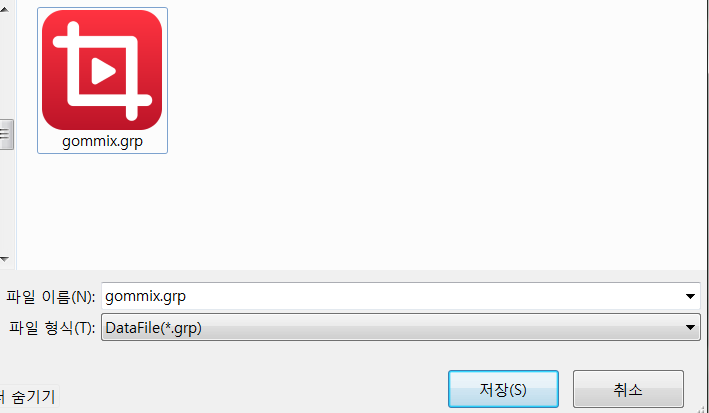 gommix.grp
파일 이름(N): gommix.grp
파일 형식(T): DataFile(*.grp)
저장(S) 취소
숨기기